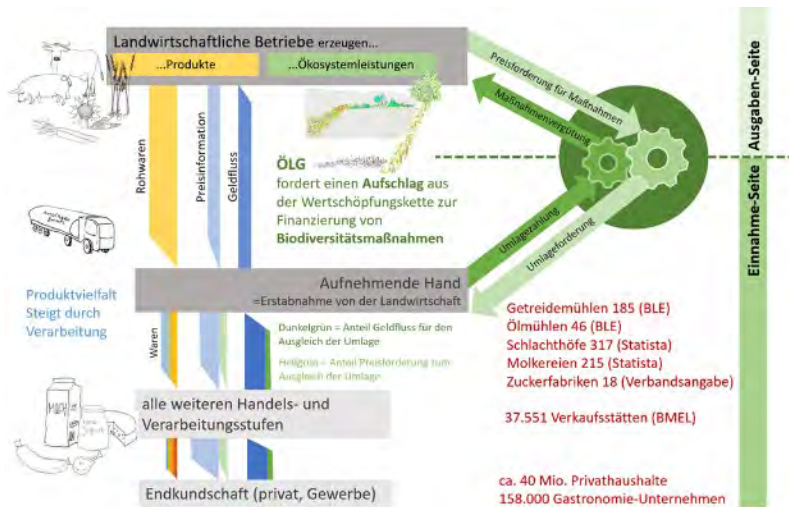 Landwirtschaftliche Betriebe erzeugen...
...Produkte
...Ökosystemleistungen
Preisforderung für Maßnahmen
Maßnahmenvergütung
Ausgaben-Seite
Rohwaren
Preisinformation
Geldfluss
ÖLG
fordert einen Aufschlag aus
der Wertschöpfungskette zur
Finanzierung von
Biodiversitätsmaßnahmen
Umlagezahlung
Umlageforderung
Einnahme-Seite
Aufnehmende Hand
=Erstabnahme von der Landwirtschaft
Produktvielfalt
Steigt durch
Verarbeitung
Waren
Dunkelgrün = Anteil Geldfluss für den
Ausgleich der Umlage
Hellgrün = Anteil Preisforderung zum
Ausgleich der Umlage
Getreidemühlen 185 (BLE)
Ölmühlen 46 (BLE)
Schlachthöfe 317 (Statista)
Molkereien 215 (Statista)
Zuckerfabriken 18 (Verbandsangabe)
37.551 Verkaufsstätten (BMEL)
MILCH
alle weiteren Handels- und
Verarbeitungsstufen
Endkundschaft (privat, Gewerbe)
ca. 40 Mio. Privathaushalte
158.000 Gastronomie-Unternehmen